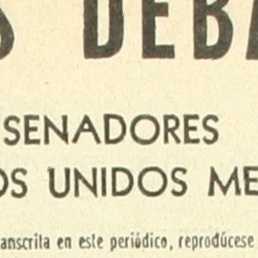 S DEBA
SENADORES
OS UNIDOS ME
anscrita en este periódico, reprodúcese